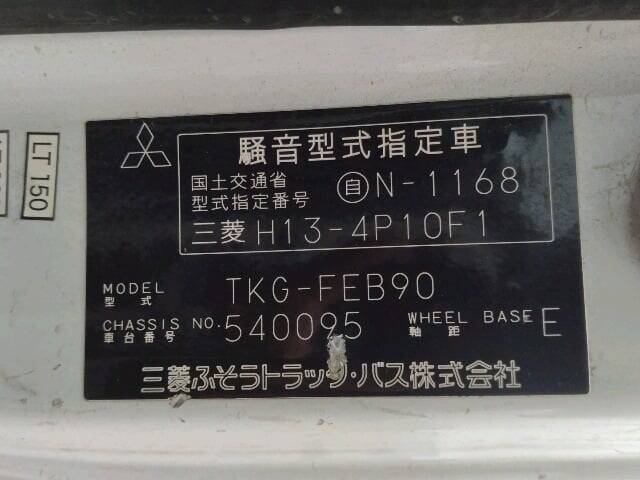 騒音型式指定車
国土交通省
型式指定番号
自N-1168
三菱 H13-4P10F1
MODEL
型式
TKG-FEB90
CHASSIS NO.
車台番号
540095
WHEEL BASE
軸距
E
三菱ふそうトラック・バス株式会社
LT 150